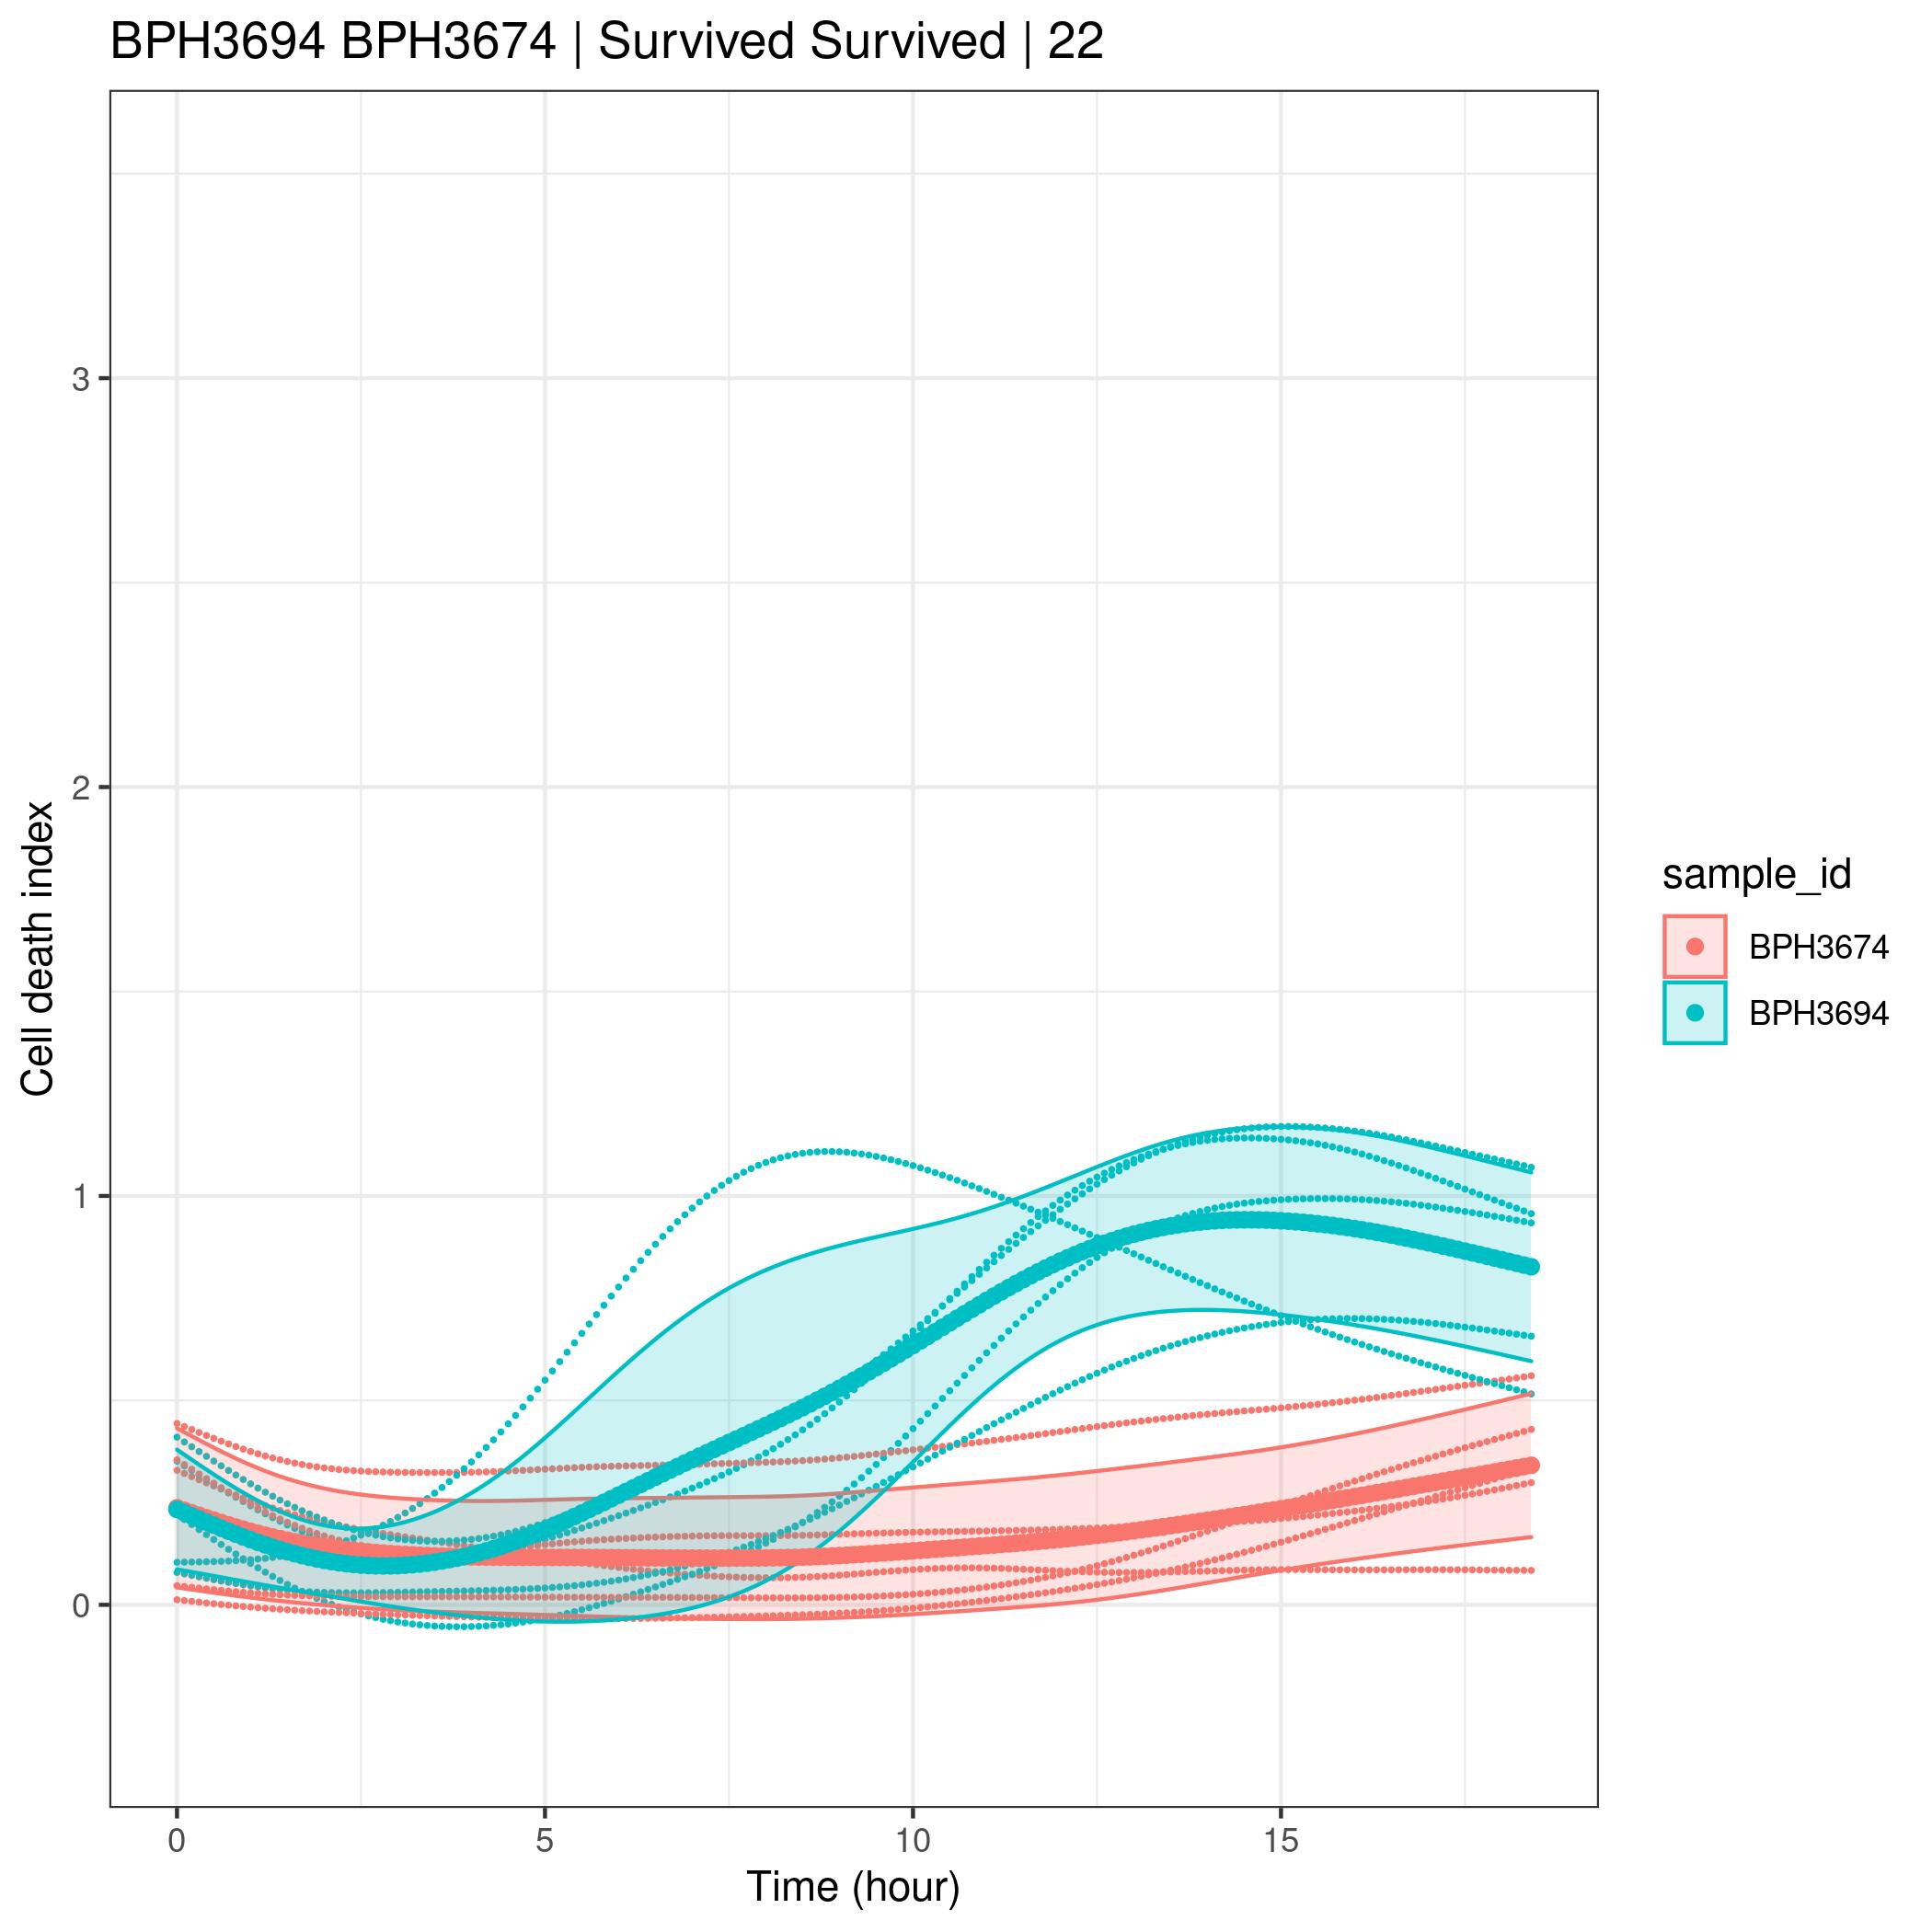 BPH3694 BPH3674 | Survived Survived | 22
3
2
1
0
Cell death index
0 5 10 15
Time (hour)
sample_id
BPH3674
BPH3694